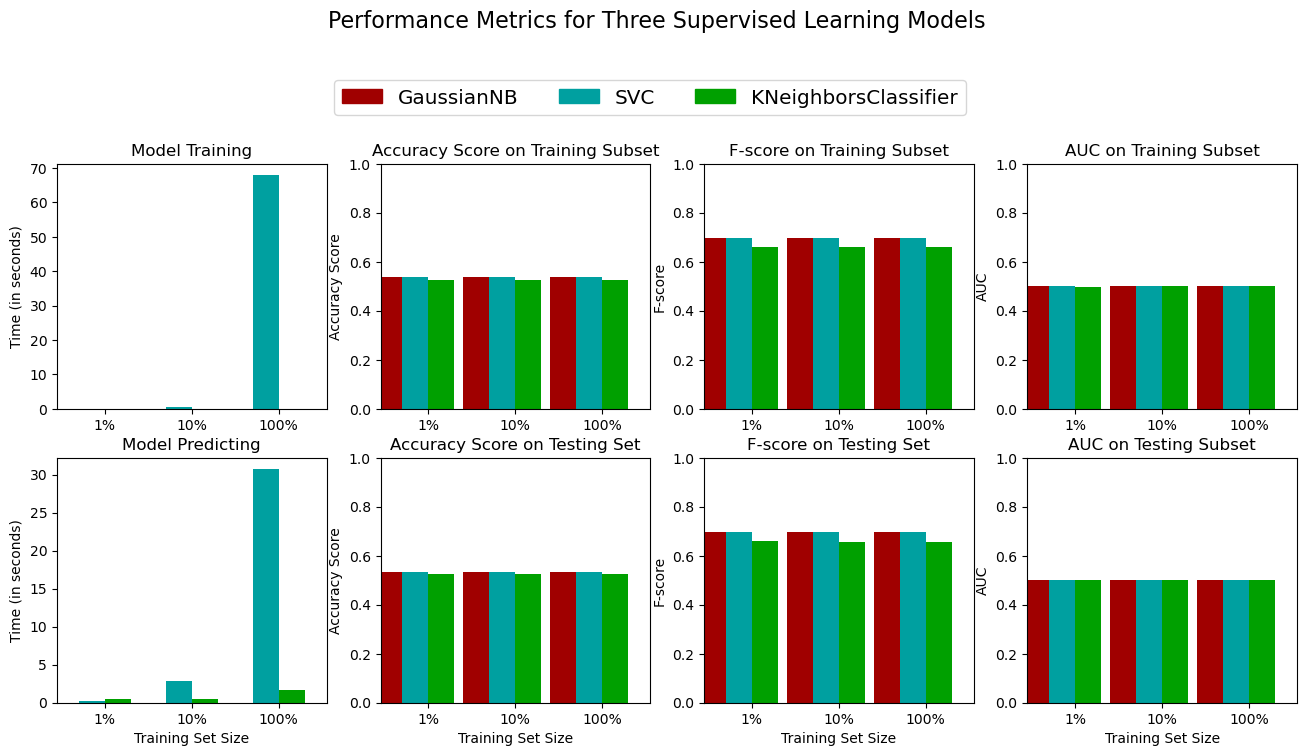 Performance Metrics for Three Supervised Learning Models
GaussianNB SVC KNeighborsClassifier
Model Training
Time (in seconds)
70
60
50
40
30
20
10
0
1% 10% 100%
Accuracy Score on Training Subset
Accuracy Score
1.0
0.8
0.6
0.4
0.2
0.0
1% 10% 100%
F-score on Training Subset
F-score
1.0
0.8
0.6
0.4
0.2
0.0
1% 10% 100%
AUC on Training Subset
AUC
1.0
0.8
0.6
0.4
0.2
0.0
1% 10% 100%
Model Predicting
Time (in seconds)
30
25
20
15
10
5
0
1% 10% 100%
Training Set Size
Accuracy Score on Testing Set
Accuracy Score
1.0
0.8
0.6
0.4
0.2
0.0
1% 10% 100%
Training Set Size
F-score on Testing Set
F-score
1.0
0.8
0.6
0.4
0.2
0.0
1% 10% 100%
Training Set Size
AUC on Testing Subset
AUC
1.0
0.8
0.6
0.4
0.2
0.0
1% 10% 100%
Training Set Size